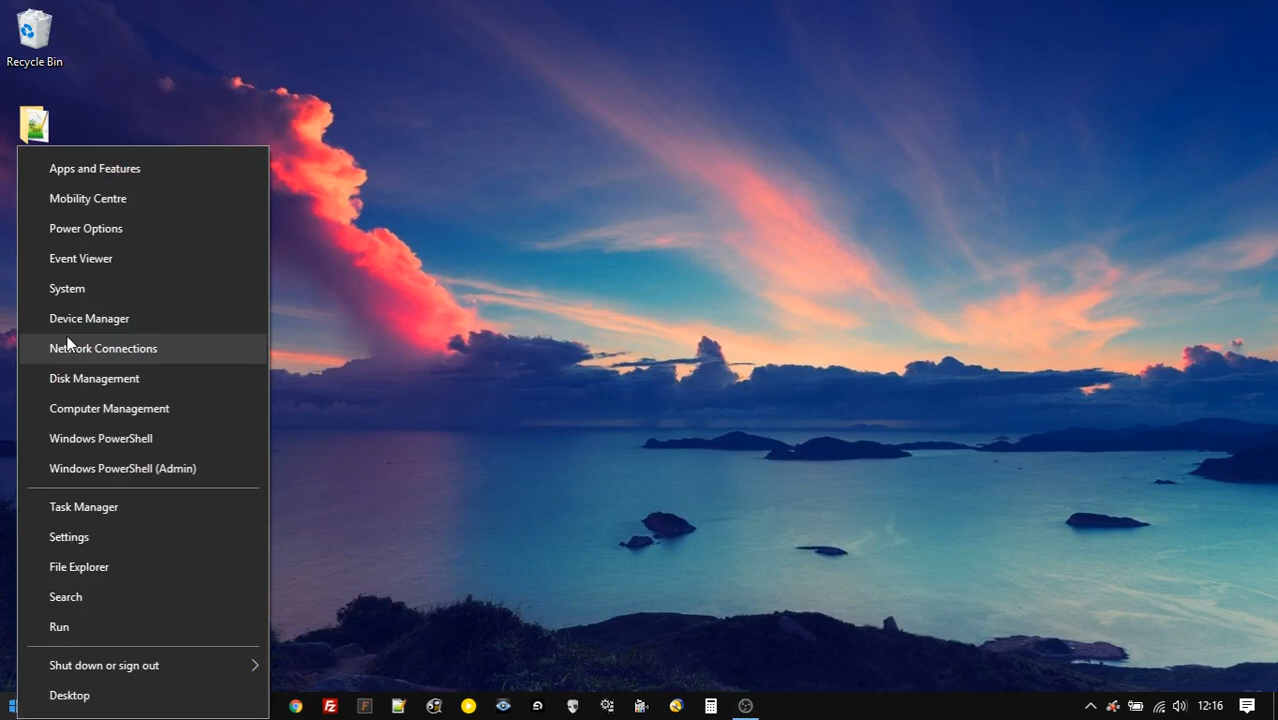 Recycle Bin
Apps and Features
Mobility Centre
Power Options
Event Viewer
System
Device Manager
Network Connections
Disk Management
Computer Management
Windows PowerShell
Windows PowerShell (Admin)
Task Manager
Settings
File Explorer
Search
Run
Shut down or sign out
Desktop
Fz
F
12:16